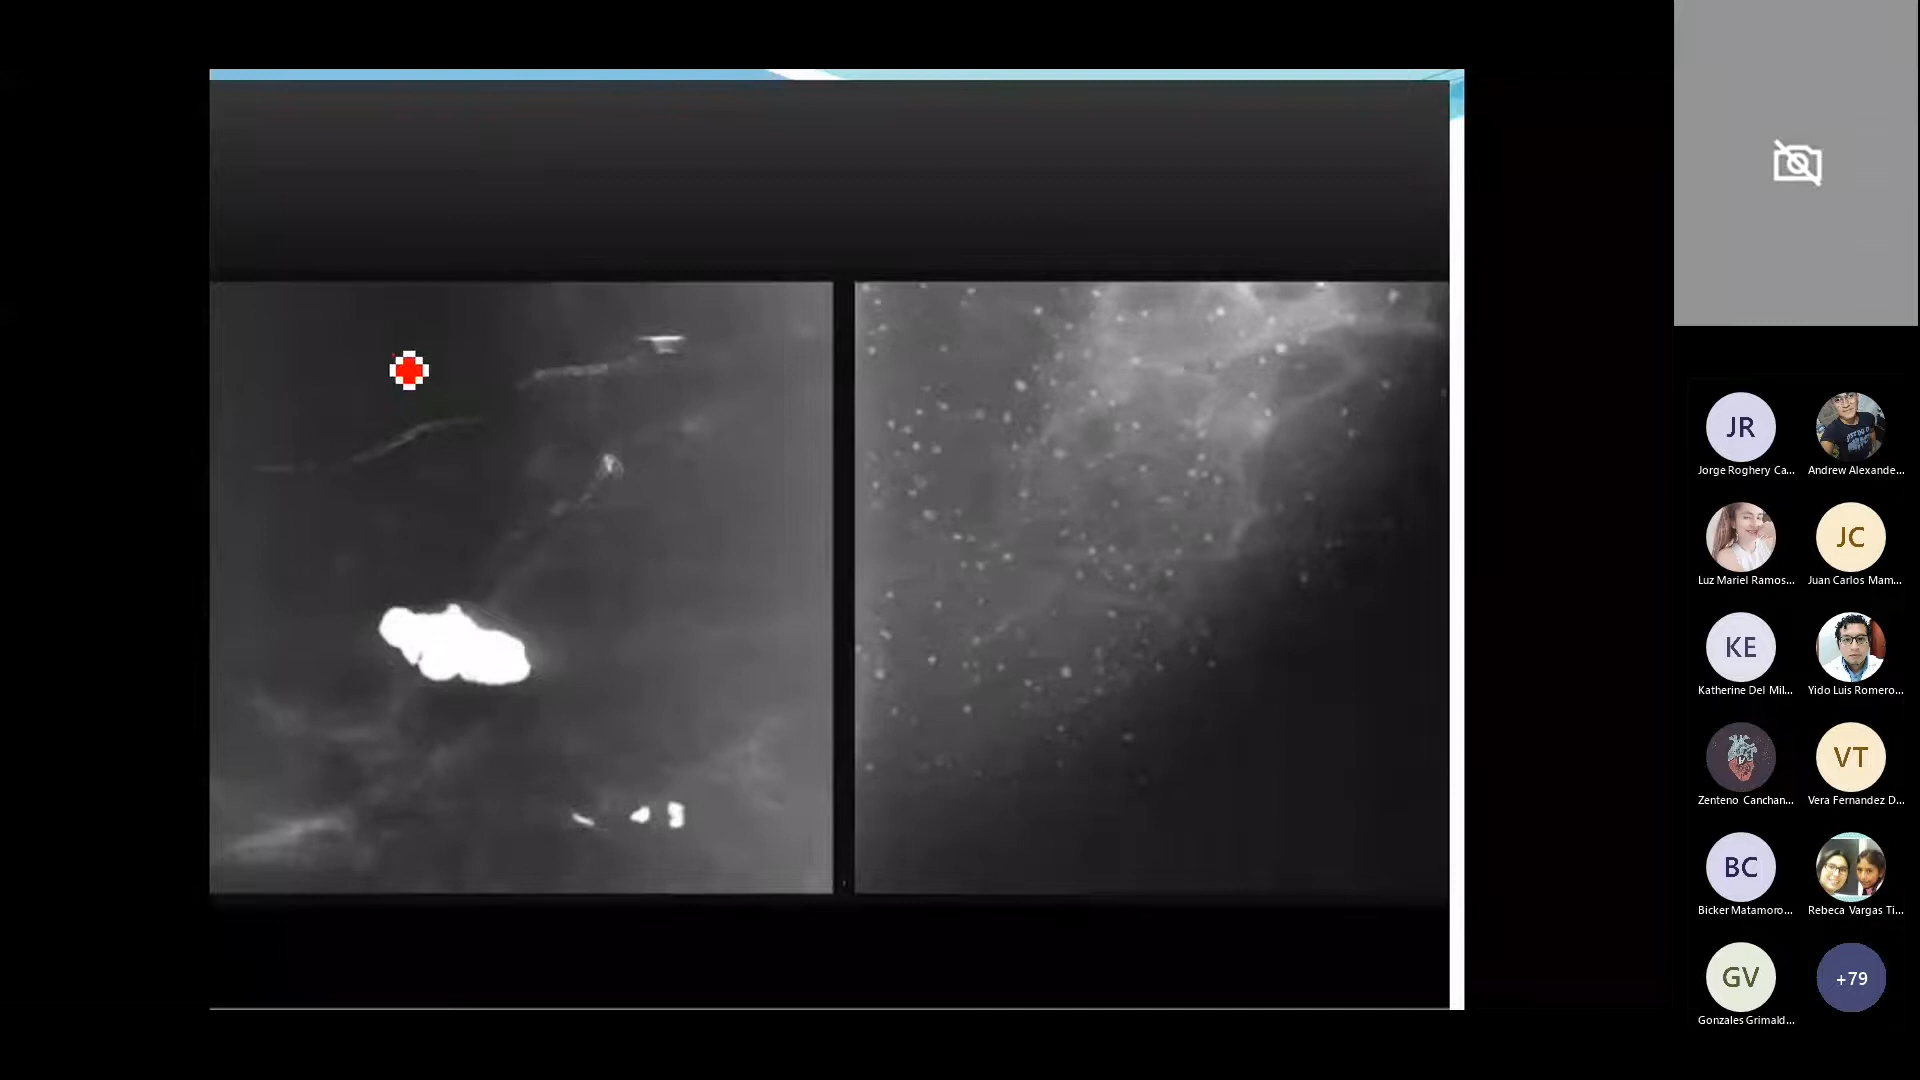 JR
Jorge Roghery Ca...
Andrew Alexande...
Luz Mariel Ramos...
JC
Juan Carlos Mam...
KE
Katherine Del Mil...
Yido Luis Romero...
Zenteno Canchan...
VT
Vera Fernandez D...
BC
Bicker Matamoro...
Rebeca Vargas Ti...
GV
Gonzales Grimald...
+79